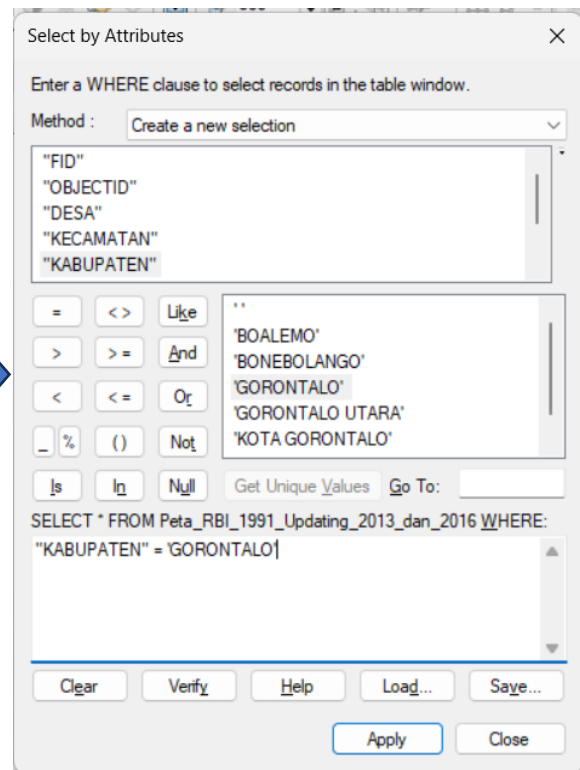 Select by Attributes
Enter a WHERE clause to select records in the table window.
Method : Create a new selection
"FID"
"OBJECTID"
"DESA"
"KECAMATAN"
"KABUPATEN"
= <> Like
> >= And
< <= Or
_ % () Not
Is In Null
' '
'BOALEMO'
'BONEBOLANGO'
'GORONTALO'
'GORONTALO UTARA'
'KOTA GORONTALO'
Get Unique Values Go To:
SELECT * FROM Peta_RBI_1991_Updating_2013_dan_2016 WHERE:
"KABUPATEN" = 'GORONTALO'
Clear Verify Help Load... Save...
Apply Close